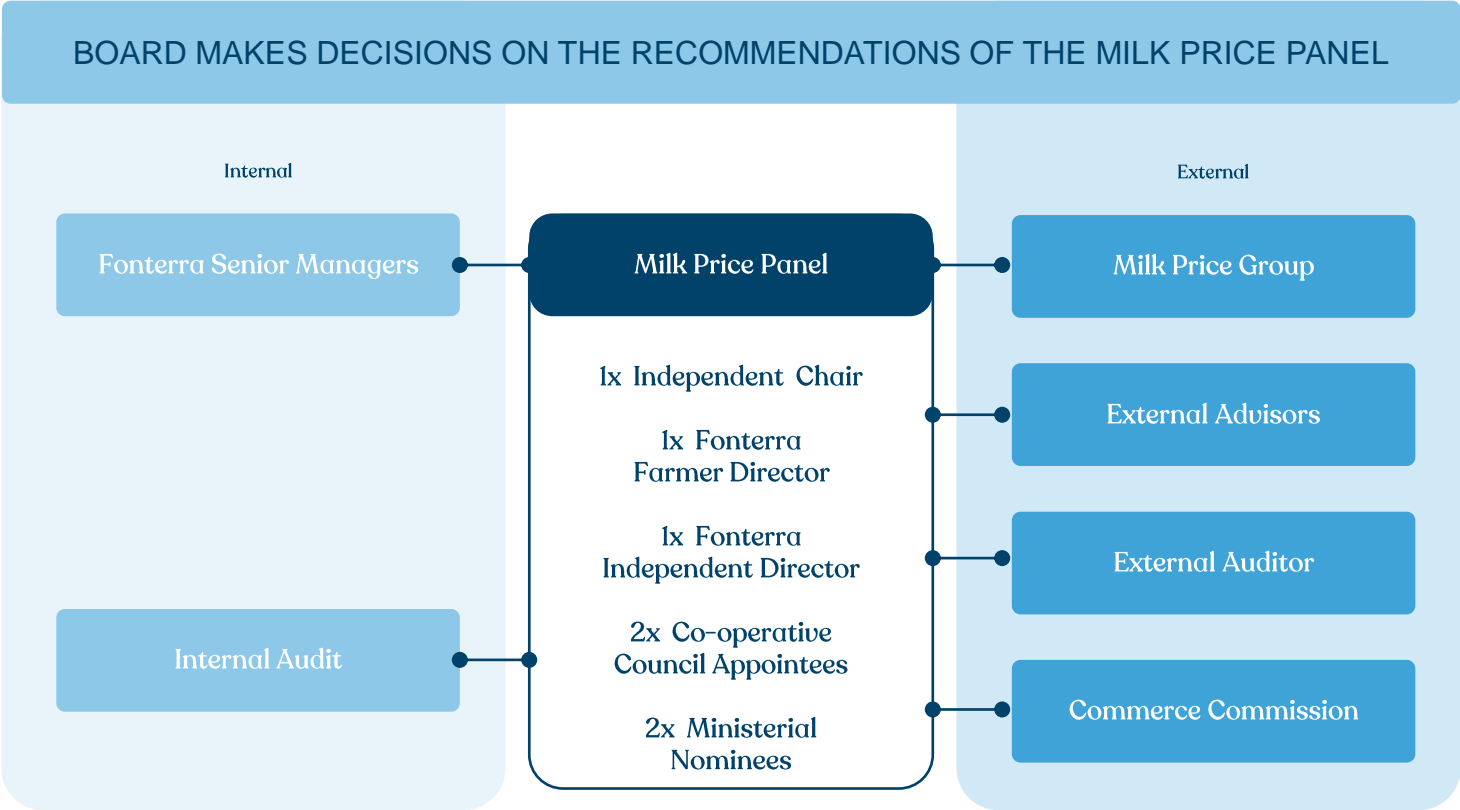 BOARD MAKES DECISIONS ON THE RECOMMENDATIONS OF THE MILK PRICE PANEL
Internal
Fonterra Senior Managers
Internal Audit
Milk Price Panel
1x Independent Chair
1x Fonterra
Farmer Director
1x Fonterra
Independent Director
2x Co-operative
Council Appointees
2x Ministerial
Nominees
External
Milk Price Group
External Advisors
External Auditor
Commerce Commission